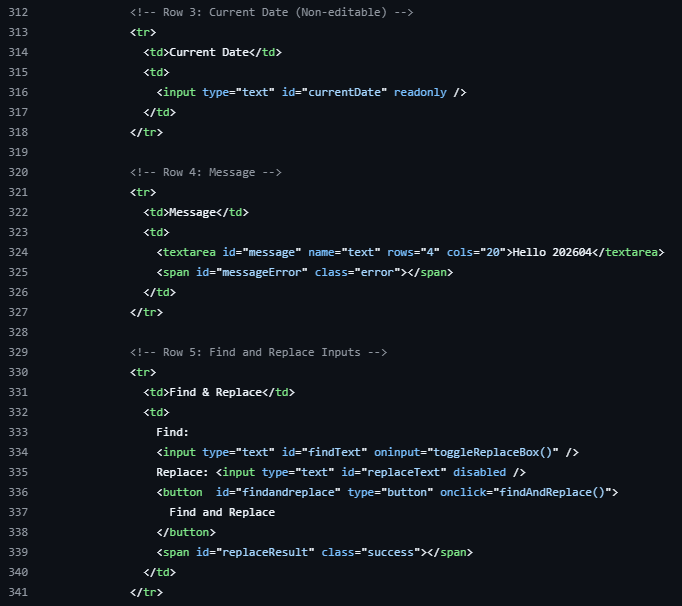 312 <!-- Row 3: Current Date (Non-editable) -->
313 <tr>
314 <td>Current Date</td>
315 <td>
316 <input type="text" id="currentDate" readonly />
317 </td>
318 </tr>
319
320 <!-- Row 4: Message -->
321 <tr>
322 <td>Message</td>
323 <td>
324 <textarea id="message" name="text" rows="4" cols="20">Hello 202604</textarea>
325 <span id="messageError" class="error"></span>
326 </td>
327 </tr>
328
329 <!-- Row 5: Find and Replace Inputs -->
330 <tr>
331 <td>Find & Replace</td>
332 <td>
333 Find:
334 <input type="text" id="findText" oninput="toggleReplaceBox()" />
335 Replace: <input type="text" id="replaceText" disabled />
336 <button  id="findandreplace" type="button" onclick="findAndReplace()">
337 Find and Replace
338 </button>
339 <span id="replaceResult" class="success"></span>
340 </td>
341 </tr>